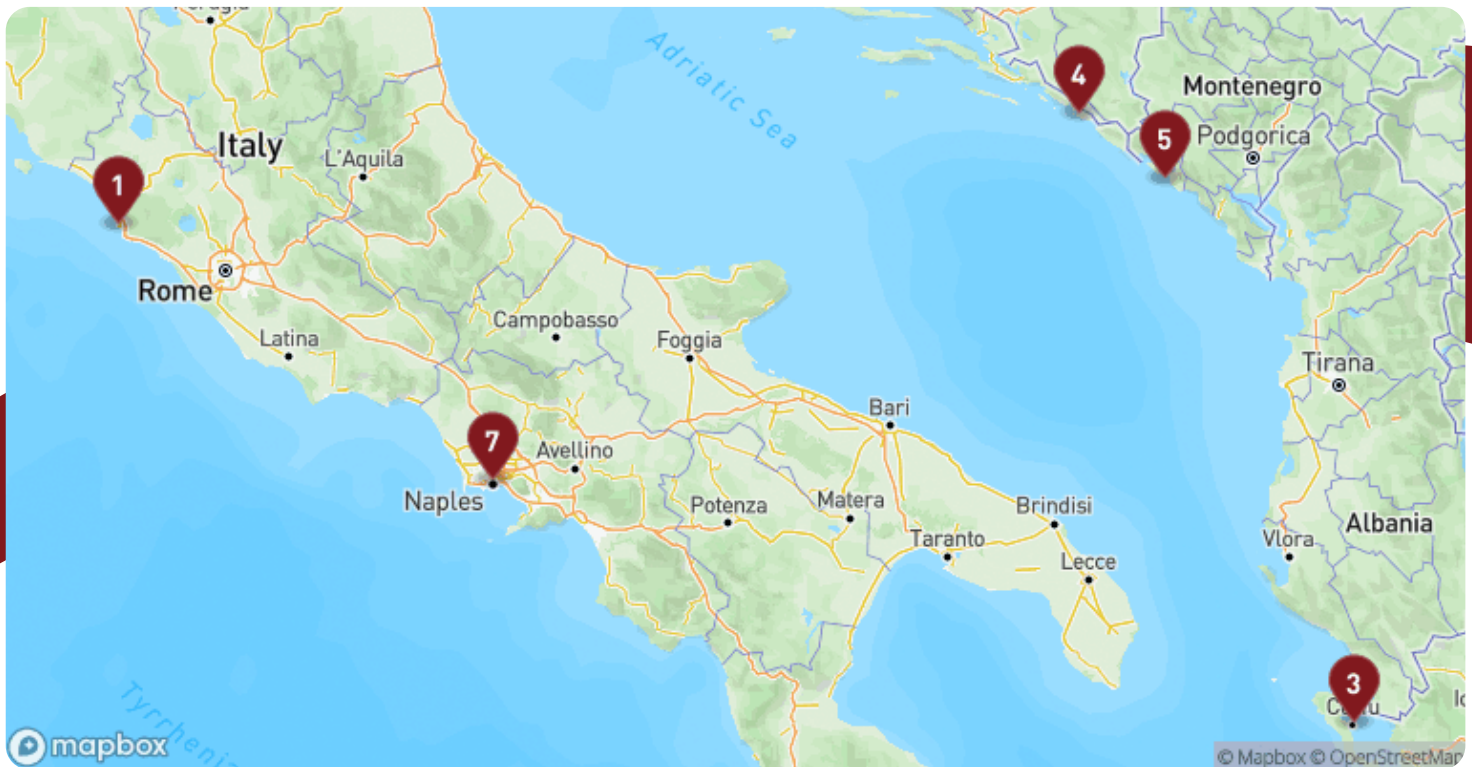 Adriatic Sea
4
Montenegro
5
Podgorica
Italy
L'Aquila
1
Rome
Latina
Campobasso
Foggia
Tirana
Bari
7
Avellino
Naples
Potenza
Matera
Brindisi
Taranto
Lecce
Vlora
Albania
3
mapbox
© Mapbox © OpenStreetMap